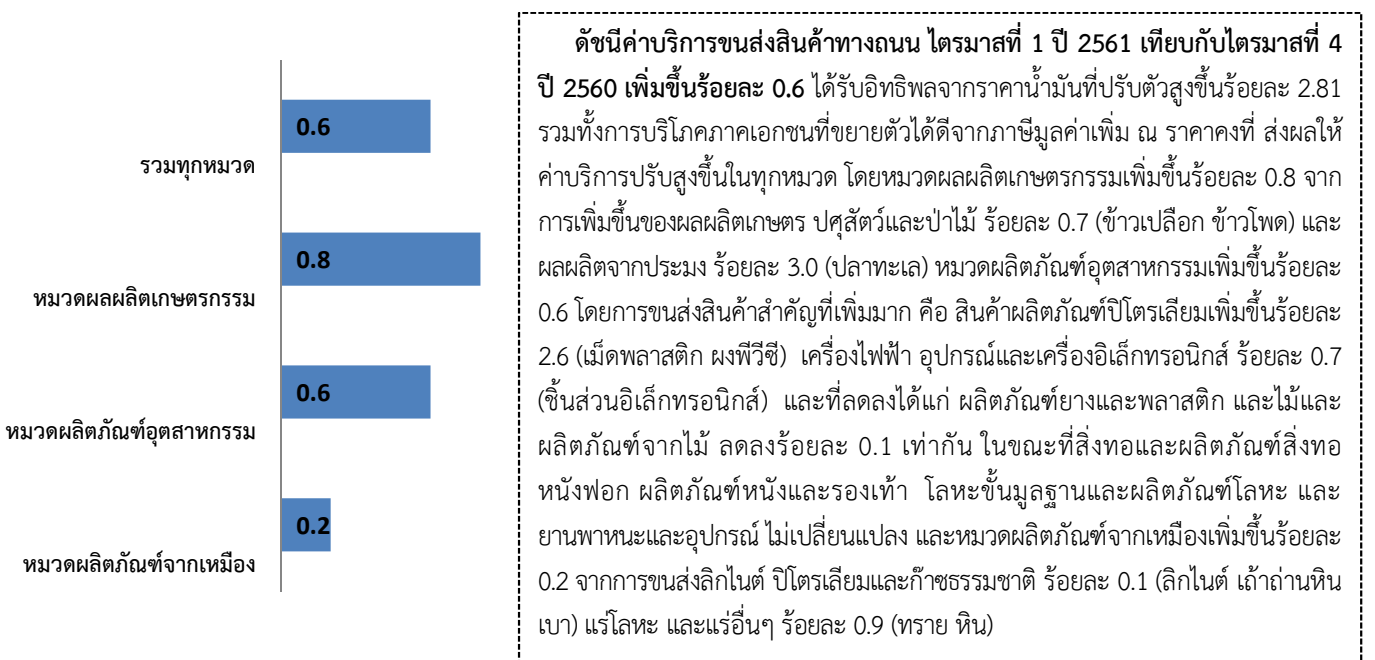 0.6
รวมทุกหมวด
0.8
หมวดผลผลิตเกษตรกรรม
0.6
หมวดผลิตภัณฑ์อุตสาหกรรม
0.2
หมวดผลิตภัณฑ์จากเหมือง
ดัชนีค่าบริการขนส่งสินค้าทางถนน ไตรมาสที่ 1 ปี 2561 เทียบกับไตรมาสที่ 4
ปี 2560 เพิ่มขึ้นร้อยละ 0.6 ได้รับอิทธิพลจากราคาน้ำมันที่ปรับตัวสูงขึ้นร้อยละ 2.81
รวมทั้งการบริโภคภาคเอกชนที่ขยายตัวได้ดีจากภาษีมูลค่าเพิ่ม ณ ราคาคงที่ ส่งผลให้
ค่าบริการปรับสูงขึ้นในทุกหมวด โดยหมวดผลผลิตเกษตรกรรมเพิ่มขึ้นร้อยละ 0.8 จาก
การเพิ่มขึ้นของผลผลิตเกษตร ปศุสัตว์และป่าไม้ ร้อยละ 0.7 (ข้าวเปลือก ข้าวโพด) และ
ผลผลิตจากประมง ร้อยละ 3.0 (ปลาทะเล) หมวดผลิตภัณฑ์อุตสาหกรรมเพิ่มขึ้นร้อยละ
0.6 โดยการขนส่งสินค้าสำคัญที่เพิ่มมาก คือ สินค้าผลิตภัณฑ์ปิโตรเลียมเพิ่มขึ้นร้อยละ
2.6 (เม็ดพลาสติก ผงพีวีซี) เครื่องไฟฟ้า อุปกรณ์และเครื่องอิเล็กทรอนิกส์ ร้อยละ 0.7
(ชิ้นส่วนอิเล็กทรอนิกส์) และที่ลดลงได้แก่ ผลิตภัณฑ์ยางและพลาสติก และไม้และ
ผลิตภัณฑ์จากไม้ ลดลงร้อยละ 0.1 เท่ากัน ในขณะที่สิ่งทอและผลิตภัณฑ์สิ่งทอ
หนังฟอก ผลิตภัณฑ์หนังและรองเท้า โลหะขั้นมูลฐานและผลิตภัณฑ์โลหะ และ
ยานพาหนะและอุปกรณ์ ไม่เปลี่ยนแปลง และหมวดผลิตภัณฑ์จากเหมืองเพิ่มขึ้นร้อยละ
0.2 จากการขนส่งลิกไนต์ ปิโตรเลียมและก๊าซธรรมชาติ ร้อยละ 0.1 (ลิกไนต์ เถ้าถ่านหิน
เบา) แร่โลหะ และแร่อื่นๆ ร้อยละ 0.9 (ทราย หิน)